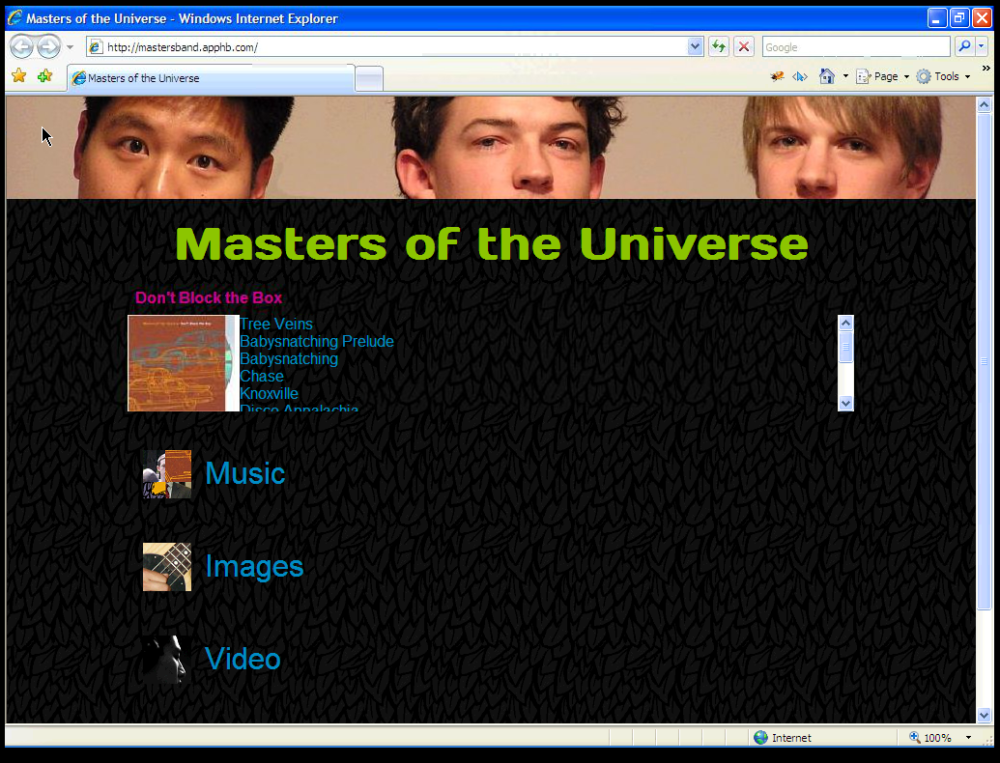 Masters of the Universe - Windows Internet Explorer
http://mastersband.apphb.com/
Google
Masters of the Universe
Page
Tools
Masters of the Universe
Don't Block the Box
Tree Veins
Babysnatching Prelude
Babysnatching
Chase
Knoxville
Disco Appalachia
Music
Images
Video
Internet
100%